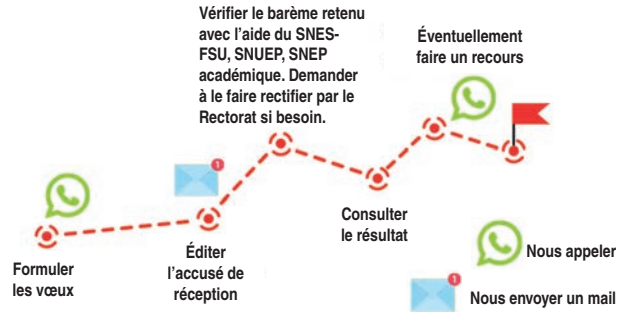 Vérifier le barème retenu
avec l'aide du SNES-
FSU, SNUEP, SNEP
académique. Demander
à le faire rectifier par le
Rectorat si besoin.
Éventuellement
faire un recours
1
Formuler
les vœux
Éditer
l'accusé de
réception
Consulter
le résultat
Nous appeler
1
Nous envoyer un mail